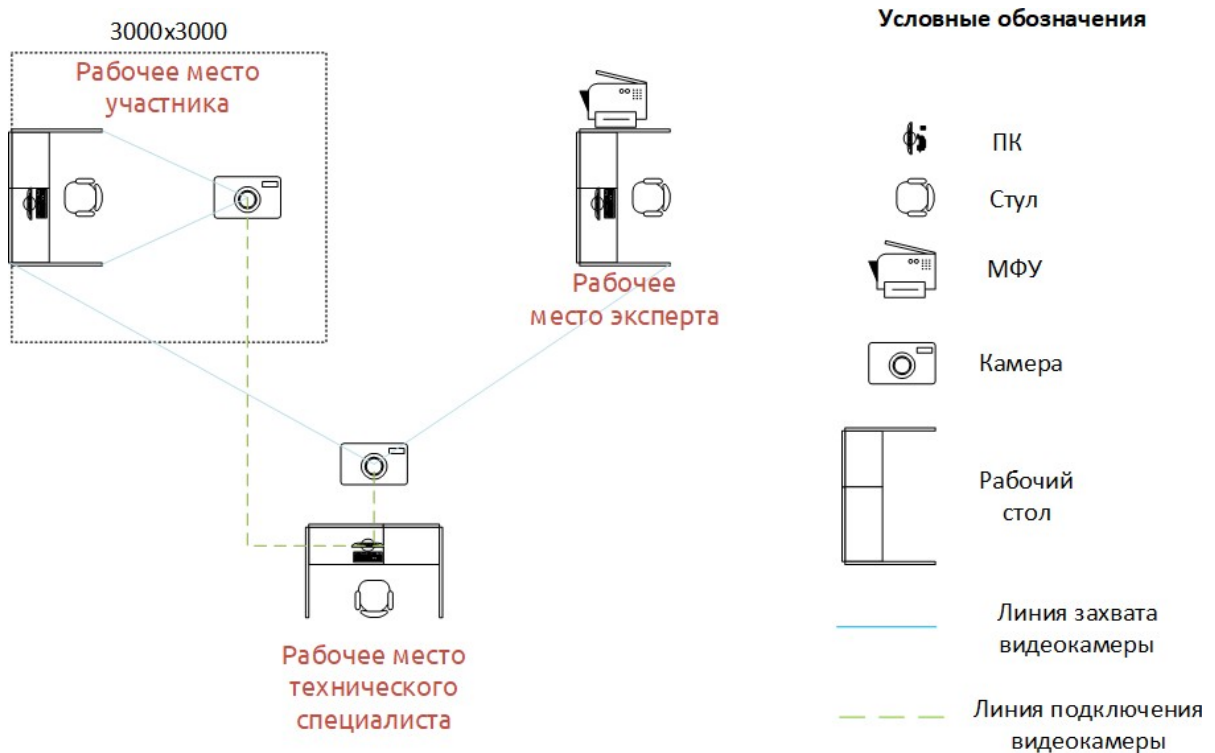 3000x3000
Рабочее место
участника
Рабочее
место эксперта
Рабочее место
технического
специалиста
Условные обозначения
ПК
Стул
МФУ
Камера
Рабочий
стол
Линия захвата
видеокамеры
Линия подключения
видеокамеры